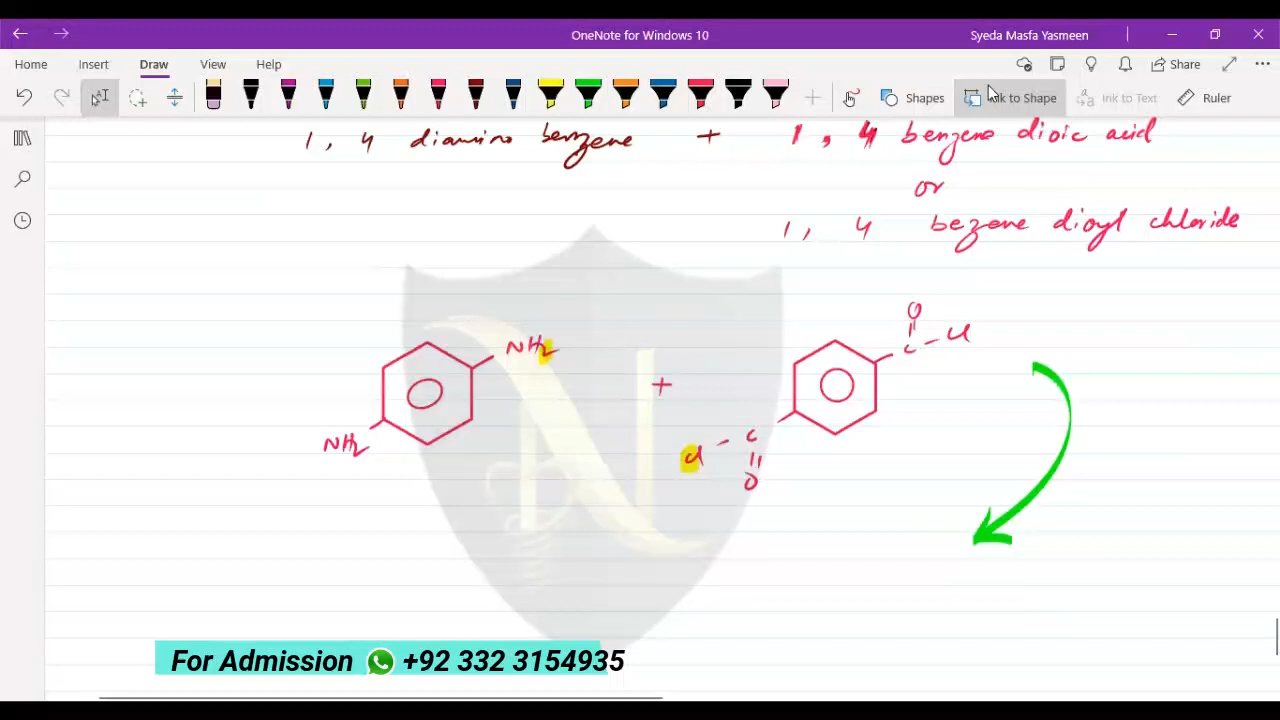 OneNote for Windows 10
Syeda Masfa Yasmeen
Home Insert Draw View Help
Share
Shapes
Ink to Shape
Ink to Text
Ruler
1, 4 diamino benzene + 1, 4 benzene dioic acid
or
1, 4 bezene dioyl chloride
O
||
NH2
C - Cl
+
NH2
Cl - C
||
O
For Admission +92 332 3154935